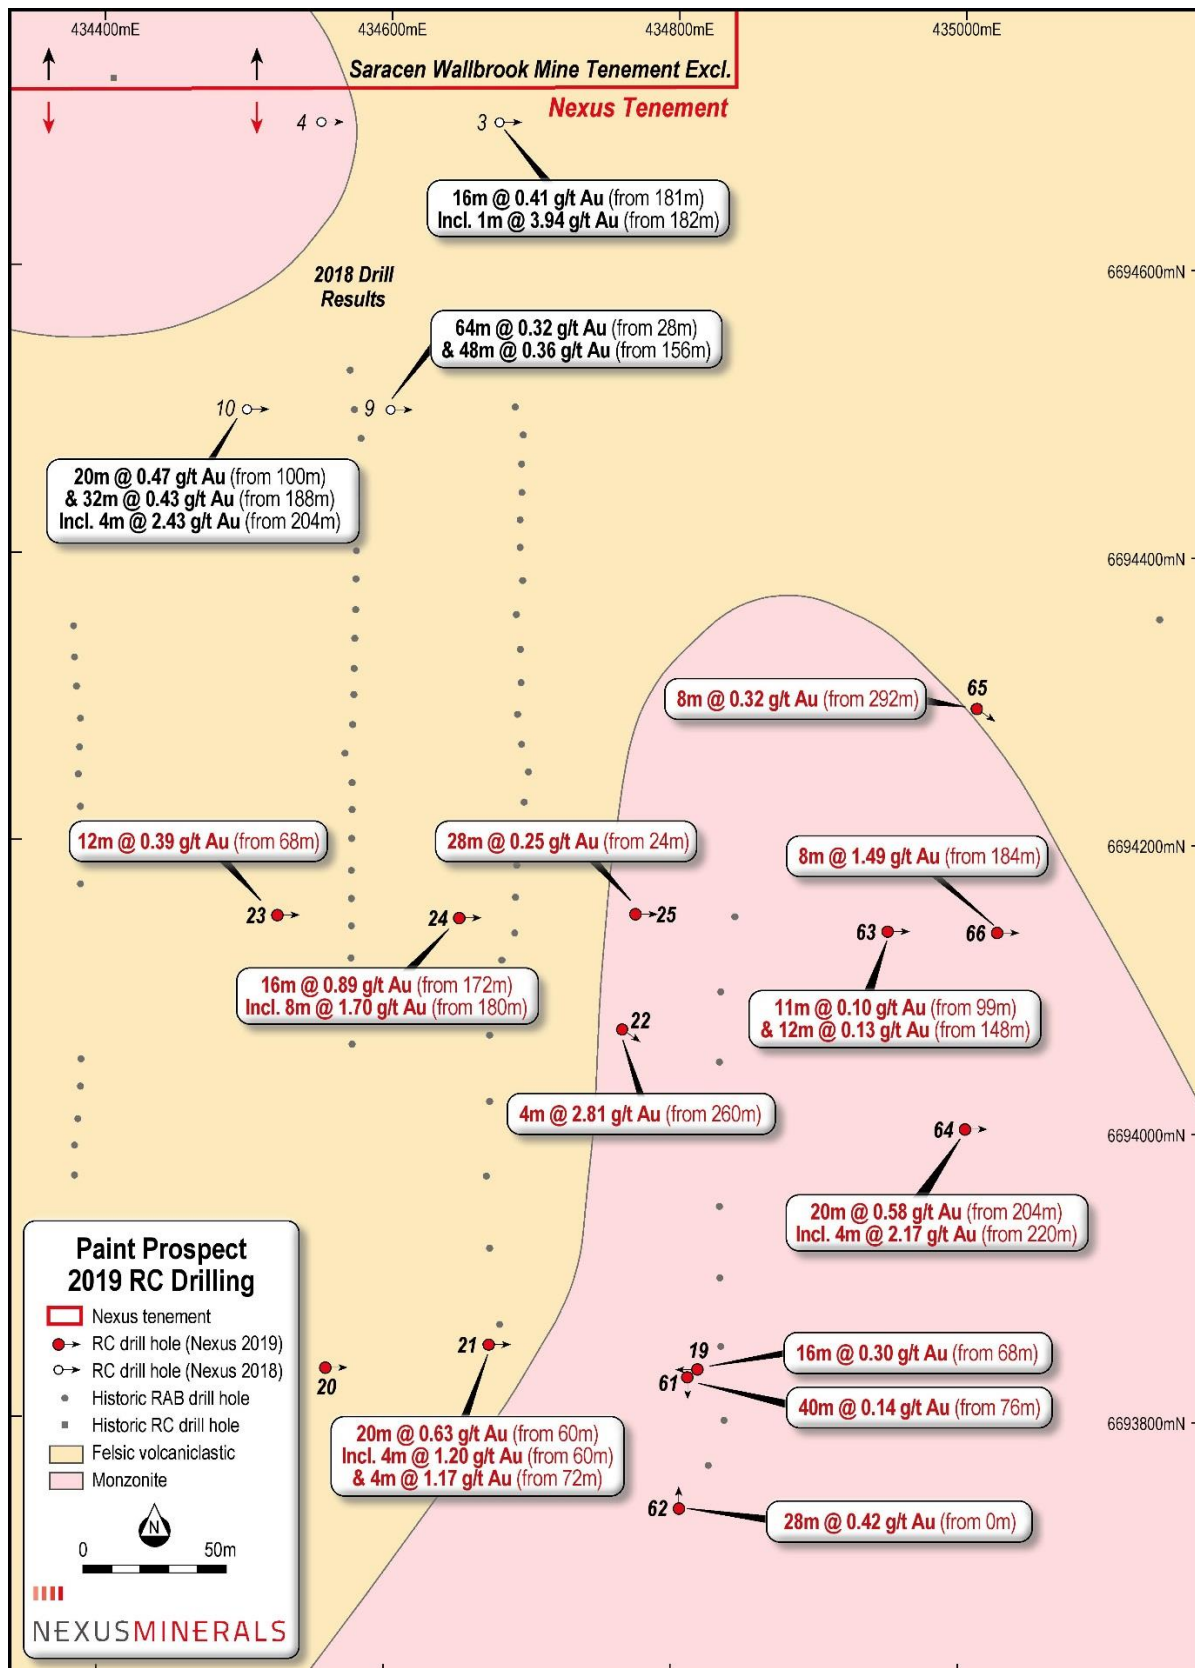 434400mE
434600mE
434800mE
435000mE
Saracen Wallbrook Mine Tenement Excl.
Nexus Tenement
4
3
16m @ 0.41 g/t Au (from 181m)
Incl. 1m @ 3.94 g/t Au (from 182m)
6694600mN
2018 Drill
Results
64m @ 0.32 g/t Au (from 28m)
& 48m @ 0.36 g/t Au (from 156m)
10
9
20m @ 0.47 g/t Au (from 100m)
& 32m @ 0.43 g/t Au (from 188m)
Incl. 4m @ 2.43 g/t Au (from 204m)
6694400mN
65
8m @ 0.32 g/t Au (from 292m)
12m @ 0.39 g/t Au (from 68m)
28m @ 0.25 g/t Au (from 24m)
8m @ 1.49 g/t Au (from 184m)
6694200mN
23
24
25
63
66
16m @ 0.89 g/t Au (from 172m)
Incl. 8m @ 1.70 g/t Au (from 180m)
11m @ 0.10 g/t Au (from 99m)
& 12m @ 0.13 g/t Au (from 148m)
22
4m @ 2.81 g/t Au (from 260m)
64
6694000mN
20m @ 0.58 g/t Au (from 204m)
Incl. 4m @ 2.17 g/t Au (from 220m)
21
20
19
61
16m @ 0.30 g/t Au (from 68m)
40m @ 0.14 g/t Au (from 76m)
6693800mN
20m @ 0.63 g/t Au (from 60m)
Incl. 4m @ 1.20 g/t Au (from 60m)
& 4m @ 1.17 g/t Au (from 72m)
62
28m @ 0.42 g/t Au (from 0m)
Paint Prospect
2019 RC Drilling
Nexus tenement
RC drill hole (Nexus 2019)
RC drill hole (Nexus 2018)
Historic RAB drill hole
Historic RC drill hole
Felsic volcaniclastic
Monzonite
N
0 50m
NEXUSMINERALS